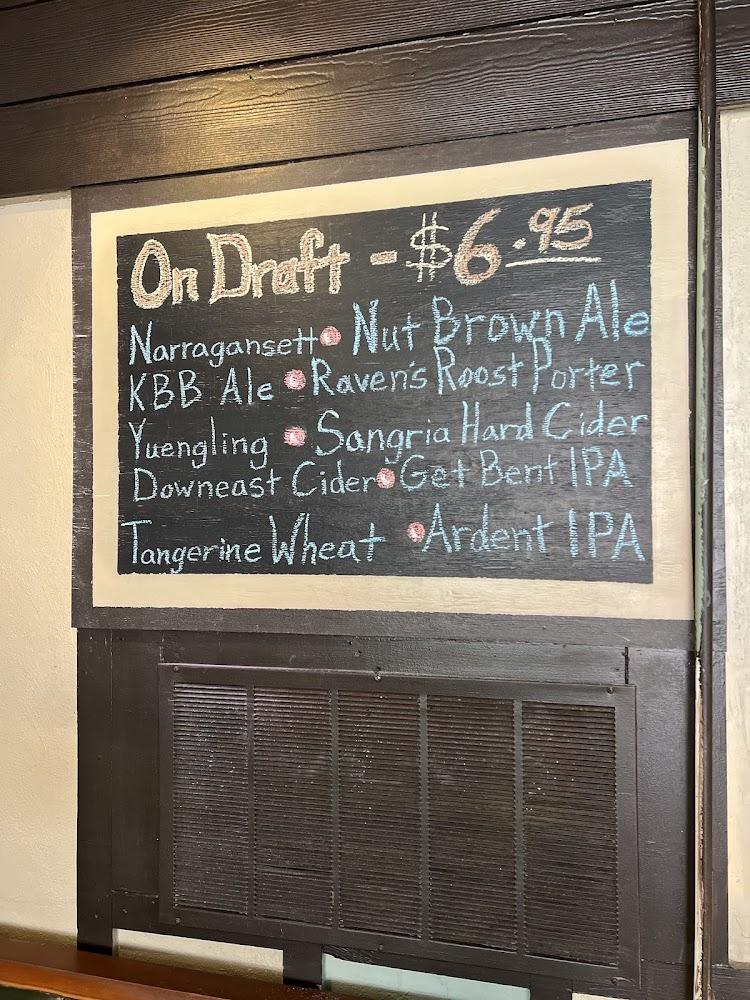 On Draft - $6.95
Narragansett • Nut Brown Ale
KBB Ale • Raven's Roost Porter
Yuengling • Sangria Hard Cider
Downeast Cider • Get Bent IPA
Tangerine Wheat • Ardent IPA